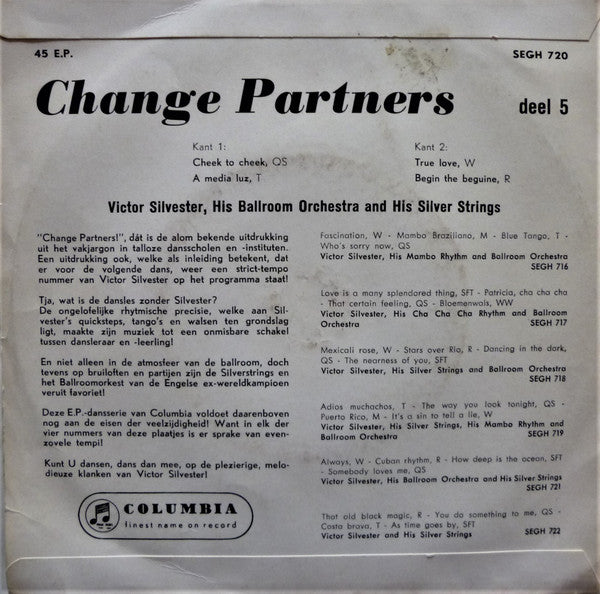 45 E.P.
SEGH 720
Change Partners
deel 5
Kant 1:
Cheek to cheek, QS
A media luz, T
Kant 2:
True love, W
Begin the beguine, R
Victor Silvester, His Ballroom Orchestra and His Silver Strings
"Change Partners!", dát is de alom bekende uitdrukking
uit het vakjargon in talloze dansscholen en -instituten.
Een uitdrukking ook, welke als inleiding betekent, dat
er voor de volgende dans, weer een strict-tempo
nummer van Victor Silvester op het programma staat!
Tja, wat is de dansles zonder Silvester?
De ongelofelijke rhytmische precisie, welke aan Sil-
vester's quicksteps, tango's en walsen ten grondslag
ligt, maakte zijn muziek tot een onmisbare schakel
tussen dansleraar en -leerling!
En niet alleen in de atmosfeer van de ballroom, doch
tevens op bruiloften en partijen zijn de Silverstrings en
het Ballroomorkest van de Engelse ex-wereldkampioen
veruit favoriet!
Deze E.P.-dansserie van Columbia voldoet daarenboven
nog aan de eisen der veelzijdigheid! Want in elk der
vier nummers van deze plaatjes is er sprake van even-
zovele tempi!
Kunt U dansen, dans dan mee, op de plezierige, melo-
dieuze klanken van Victor Silvester!
COLUMBIA
finest name on record
Fascination, W - Mambo Braziliano, M - Blue Tango, T -
Who's sorry now, QS
Victor Silvester, His Mambo Rhythm and Ballroom Orchestra
SEGH 716
Love is a many splendored thing, SFT - Patricia, cha cha cha
- That certain feeling, QS - Bloemenwals, WW
Victor Silvester, His Cha Cha Cha Rhythm and Ballroom
Orchestra SEGH 717
Mexicali rose, W - Stars over Rio, R - Dancing in the dark,
QS - The nearness of you, SFT
Victor Silvester, His Silver Strings and Ballroom Orchestra
SEGH 718
Adios muchachos, T - The way you look tonight, QS -
Puerto Rico, M - It's a sin to tell a lie, W
Victor Silvester, His Silver Strings, His Mambo Rhythm and
Ballroom Orchestra SEGH 719
Always, W - Cuban rhythm, R - How deep is the ocean, SFT
- Somebody loves me, QS
Victor Silvester, His Ballroom Orchestra and His Silver Strings
SEGH 721
That old black magic, R - You do something to me, QS -
Costa brava, T - As time goes by, SFT
Victor Silvester and His Silver Strings SEGH 722